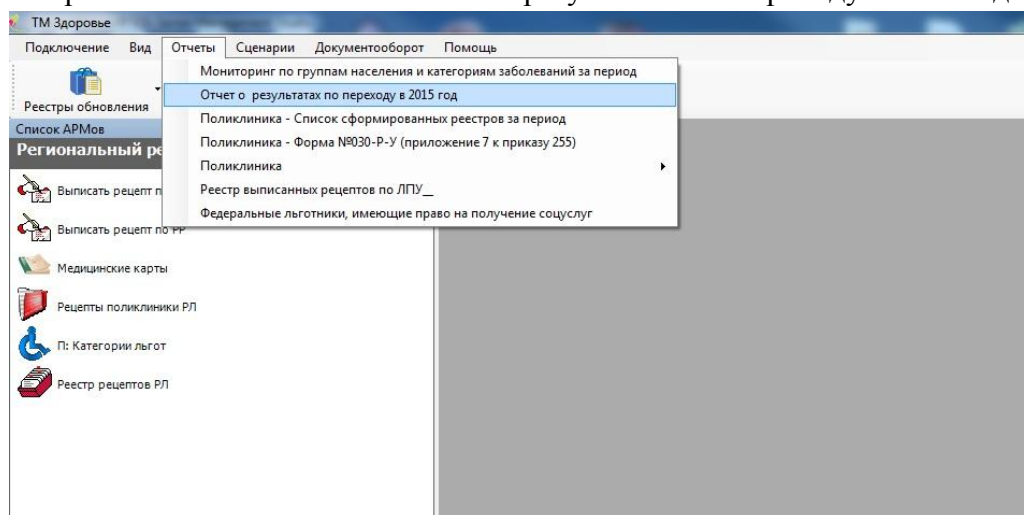 ТМ Здоровье
Подключение Вид Отчеты Сценарии Документооборот Помощь
Мониторинг по группам населения и категориям заболеваний за период
Отчет о результатах по переходу в 2015 год
Поликлиника - Список сформированных реестров за период
Поликлиника - Форма №030-Р-У (приложение 7 к приказу 255)
Поликлиника
Реестр выписанных рецептов по ЛПУ__
Федеральные льготники, имеющие право на получение соцуслуг
Реестры обновления
Список АРМов
Региональный
Выписать рецепт
Выписать рецепт по РР
Медицинские карты
Рецепты поликлиники РЛ
П: Категории льгот
Реестр рецептов РЛ